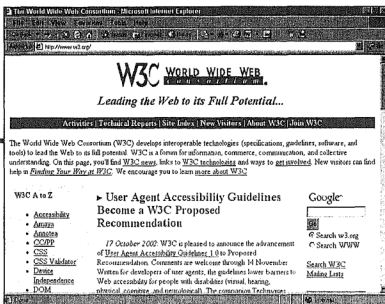 The World Wide Web Consortium - Microsoft Internet Explorer
File Edit View Favorites Tools Help
http://www.w3.org/
W3C WORLD WIDE WEB
consortium
Leading the Web to its Full Potential...
Activities | Technical Reports | Site Index | New Visitors | About W3C | Join W3C
The World Wide Web Consortium (W3C) develops interoperable technologies (specifications, guidelines, software, and
tools) to lead the Web to its full potential. W3C is a forum for information, commerce, communication, and collective
understanding. On this page, you'll find W3C news, links to W3C technologies and ways to get involved. New visitors can find
help in Finding Your Way at W3C. We encourage you to learn more about W3C.
W3C A to Z
• Accessibility
• Amaya
• Annotea
• CC/PP
• CSS
• CSS Validator
• Device
Independence
• DOM
▸ User Agent Accessibility Guidelines
Become a W3C Proposed
Recommendation
17 October 2002: W3C is pleased to announce the advancement
of User Agent Accessibility Guidelines 1.0 to Proposed
Recommendation. Comments are welcome through 14 November.
Written for developers of user agents, the guidelines lower barriers to
Web accessibility for people with disabilities (visual, hearing,
physical, cognitive, and neurological). The companion Techniques
Google
Go
Search w3.org
Search WWW
Search W3C
Mailing Lists